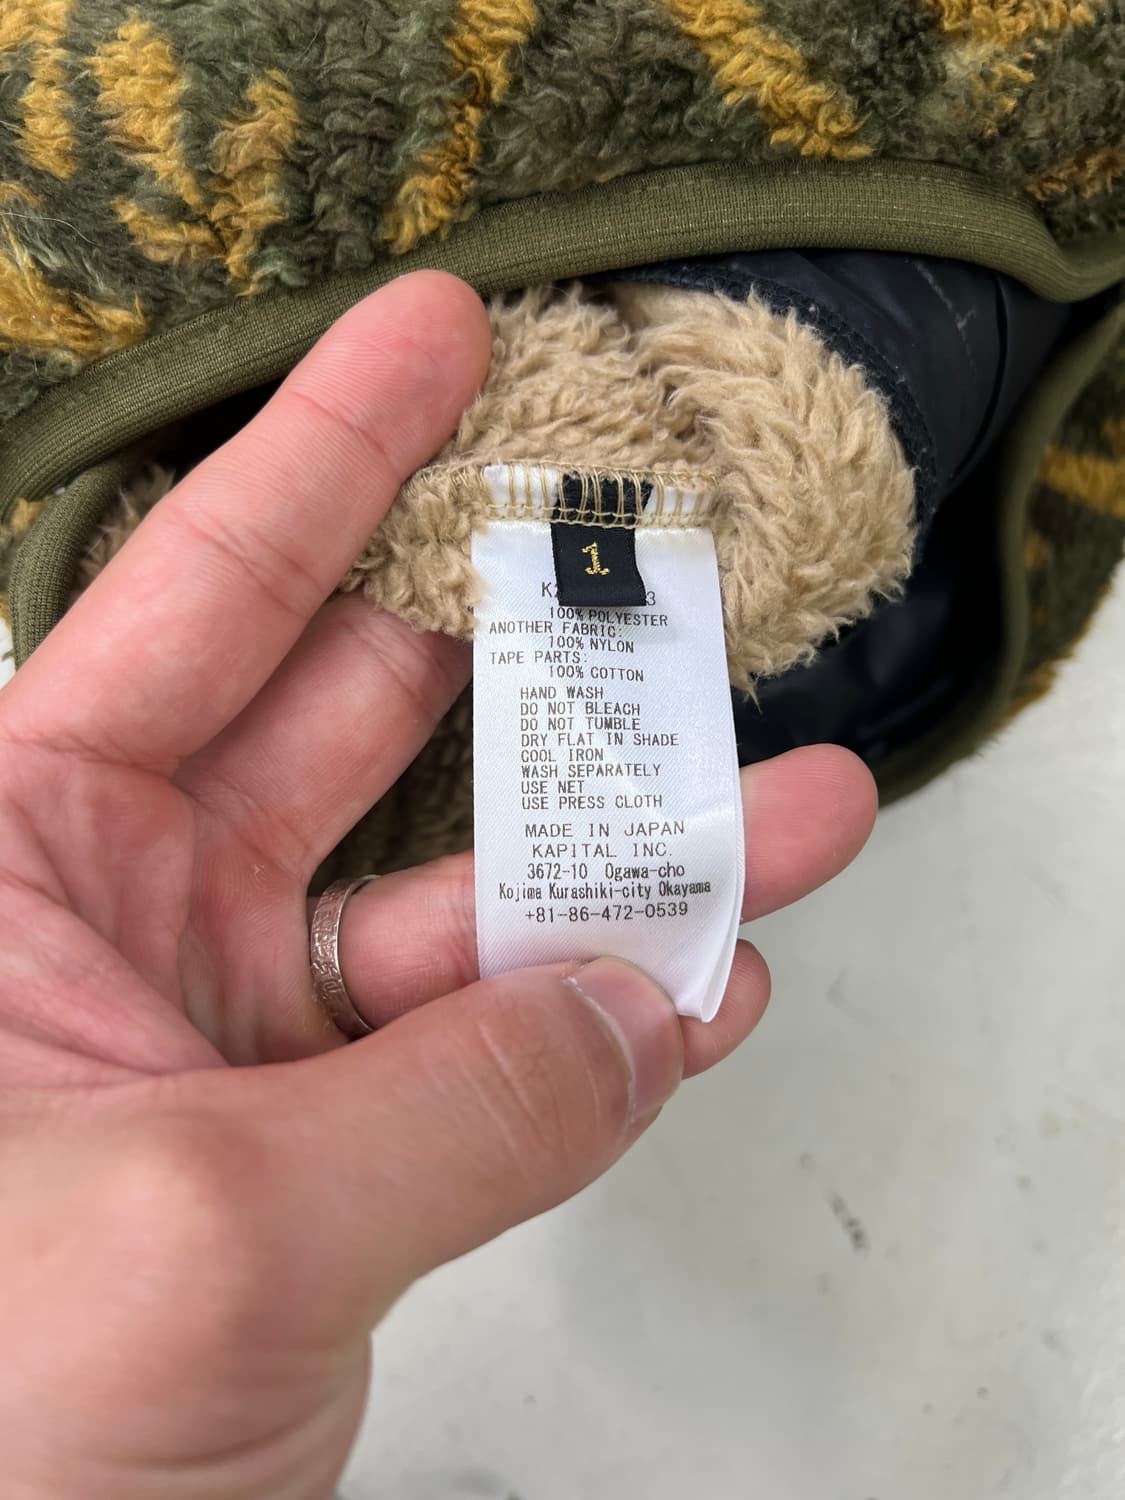 1
100% POLYESTER
ANOTHER FABRIC:
100% NYLON
TAPE PARTS:
100% COTTON
HAND WASH
DO NOT BLEACH
DO NOT TUMBLE
DRY FLAT IN SHADE
COOL IRON
WASH SEPARATELY
USE NET
USE PRESS CLOTH
MADE IN JAPAN
KAPITAL INC.
3672-10 Ogawa-cho
Kojima Kurashiki-city Okayama
+81-86-472-0539